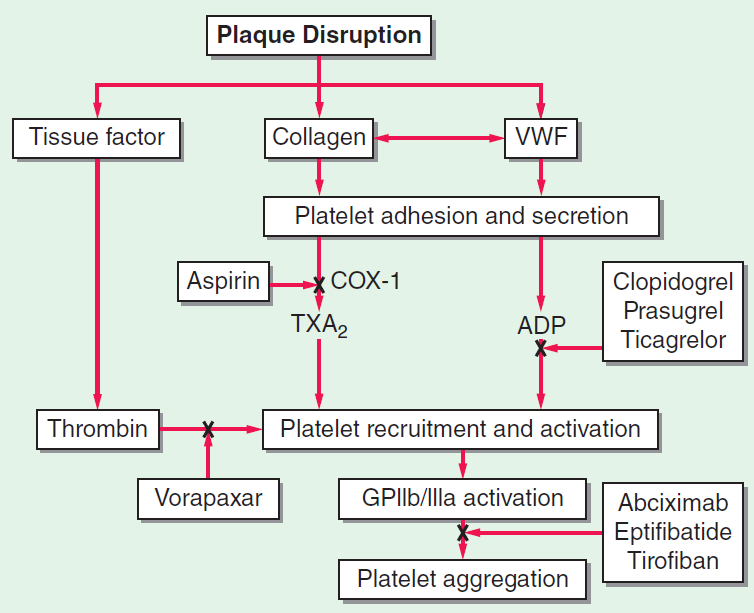 Plaque Disruption
Tissue factor
Collagen
VWF
Platelet adhesion and secretion
Aspirin
COX-1
Clopidogrel
Prasugrel
Ticagrelor
TXA₂
ADP
Thrombin
Platelet recruitment and activation
Vorapaxar
GPIIb/IIIa activation
Abciximab
Eptifibatide
Tirofiban
Platelet aggregation